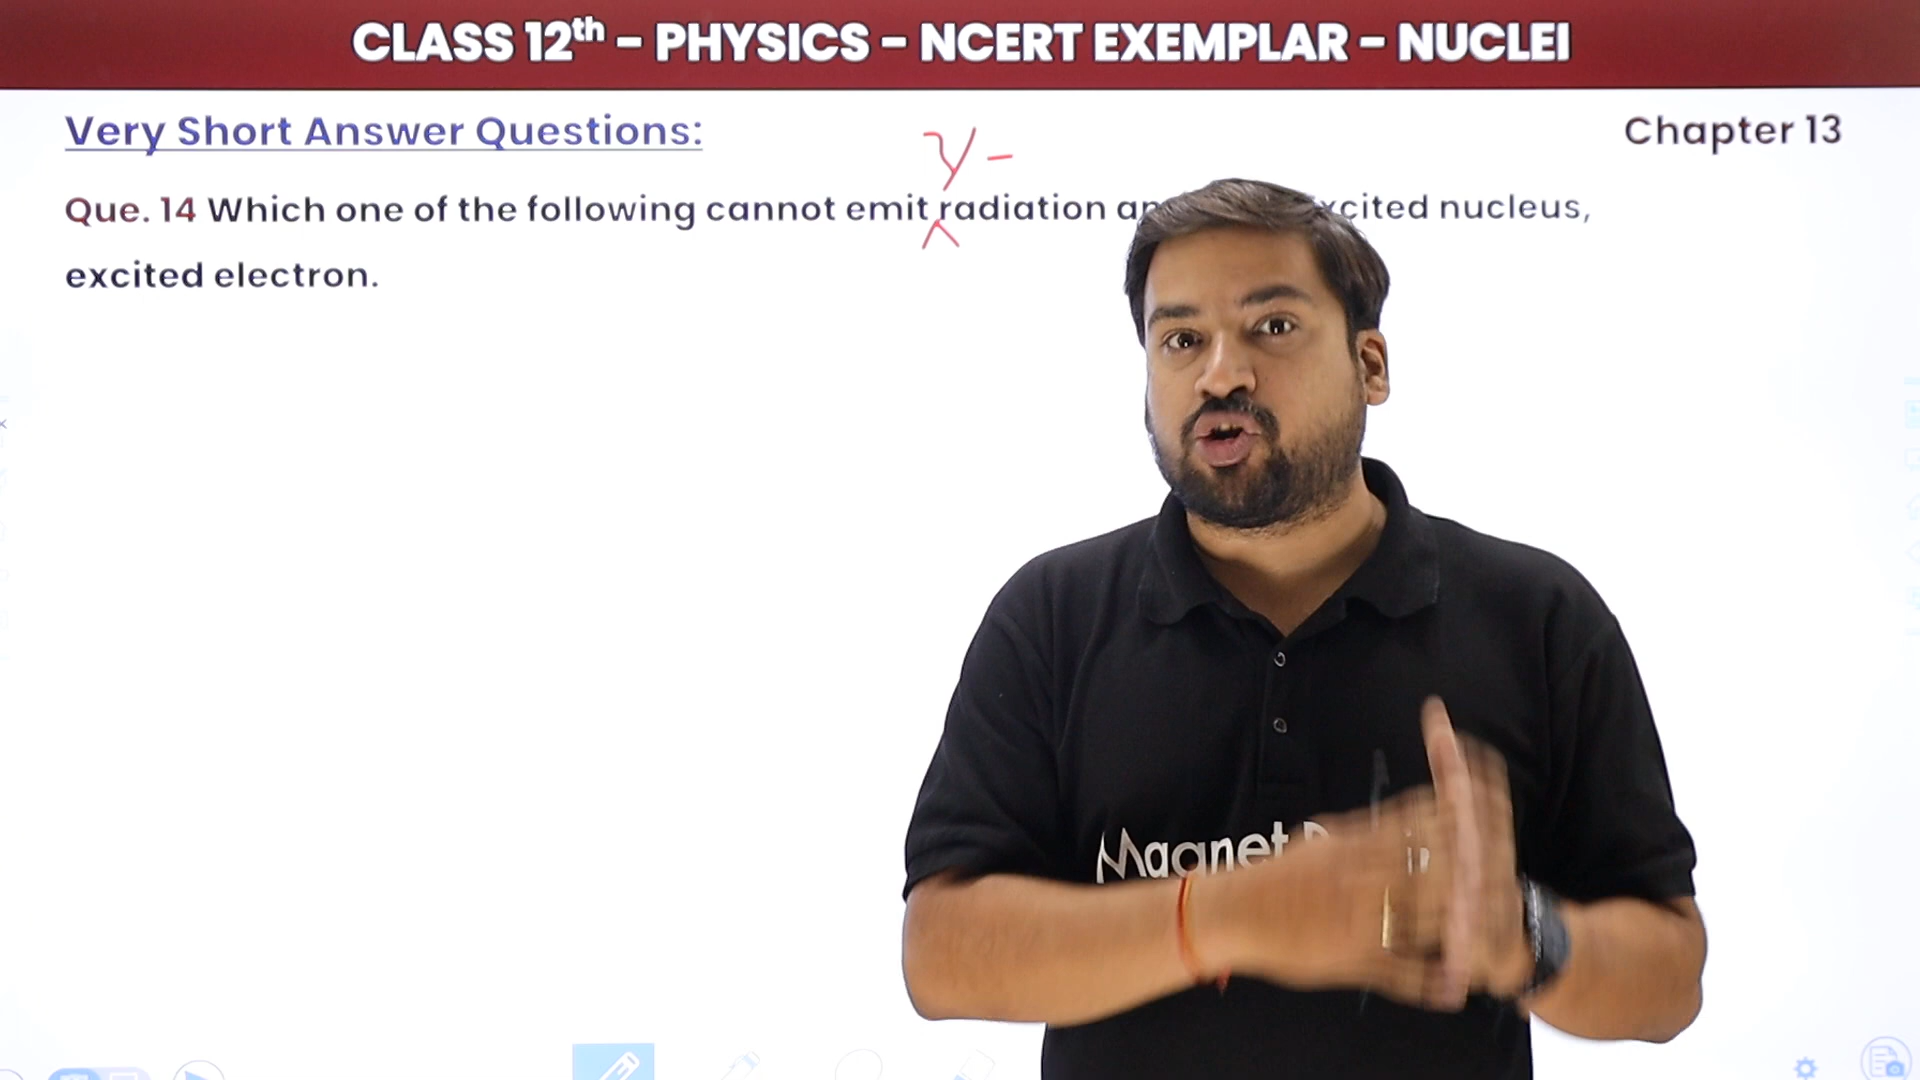 CLASS 12th - PHYSICS - NCERT EXEMPLAR - NUCLEI
Very Short Answer Questions:
Chapter 13
γ -
Que. 14 Which one of the following cannot emit radiation nucleus,
excited electron.
Magnet